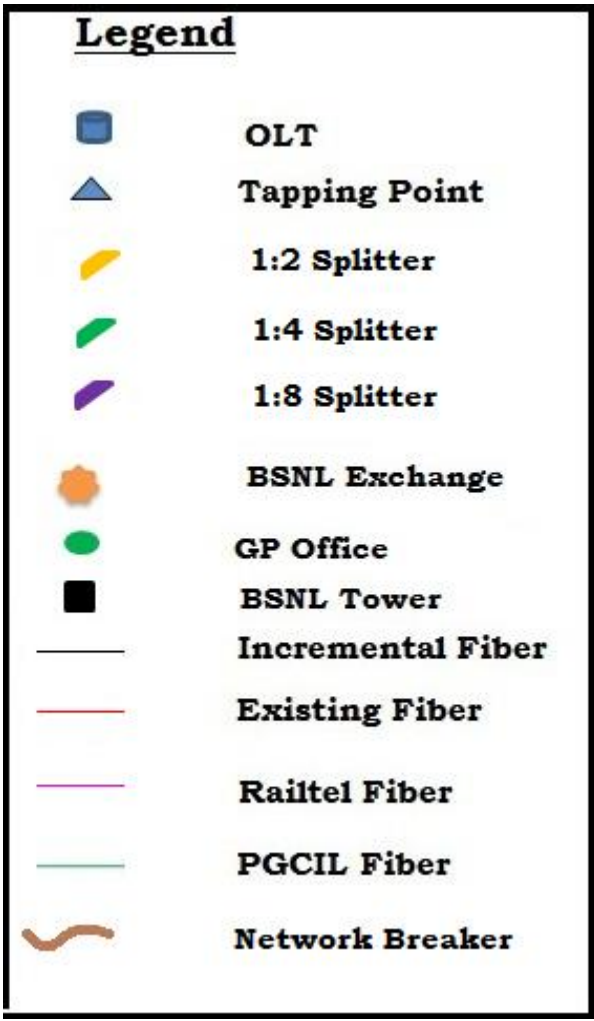 Legend
OLT
Tapping Point
1:2 Splitter
1:4 Splitter
1:8 Splitter
BSNL Exchange
GP Office
BSNL Tower
Incremental Fiber
Existing Fiber
Railtel Fiber
PGCIL Fiber
Network Breaker